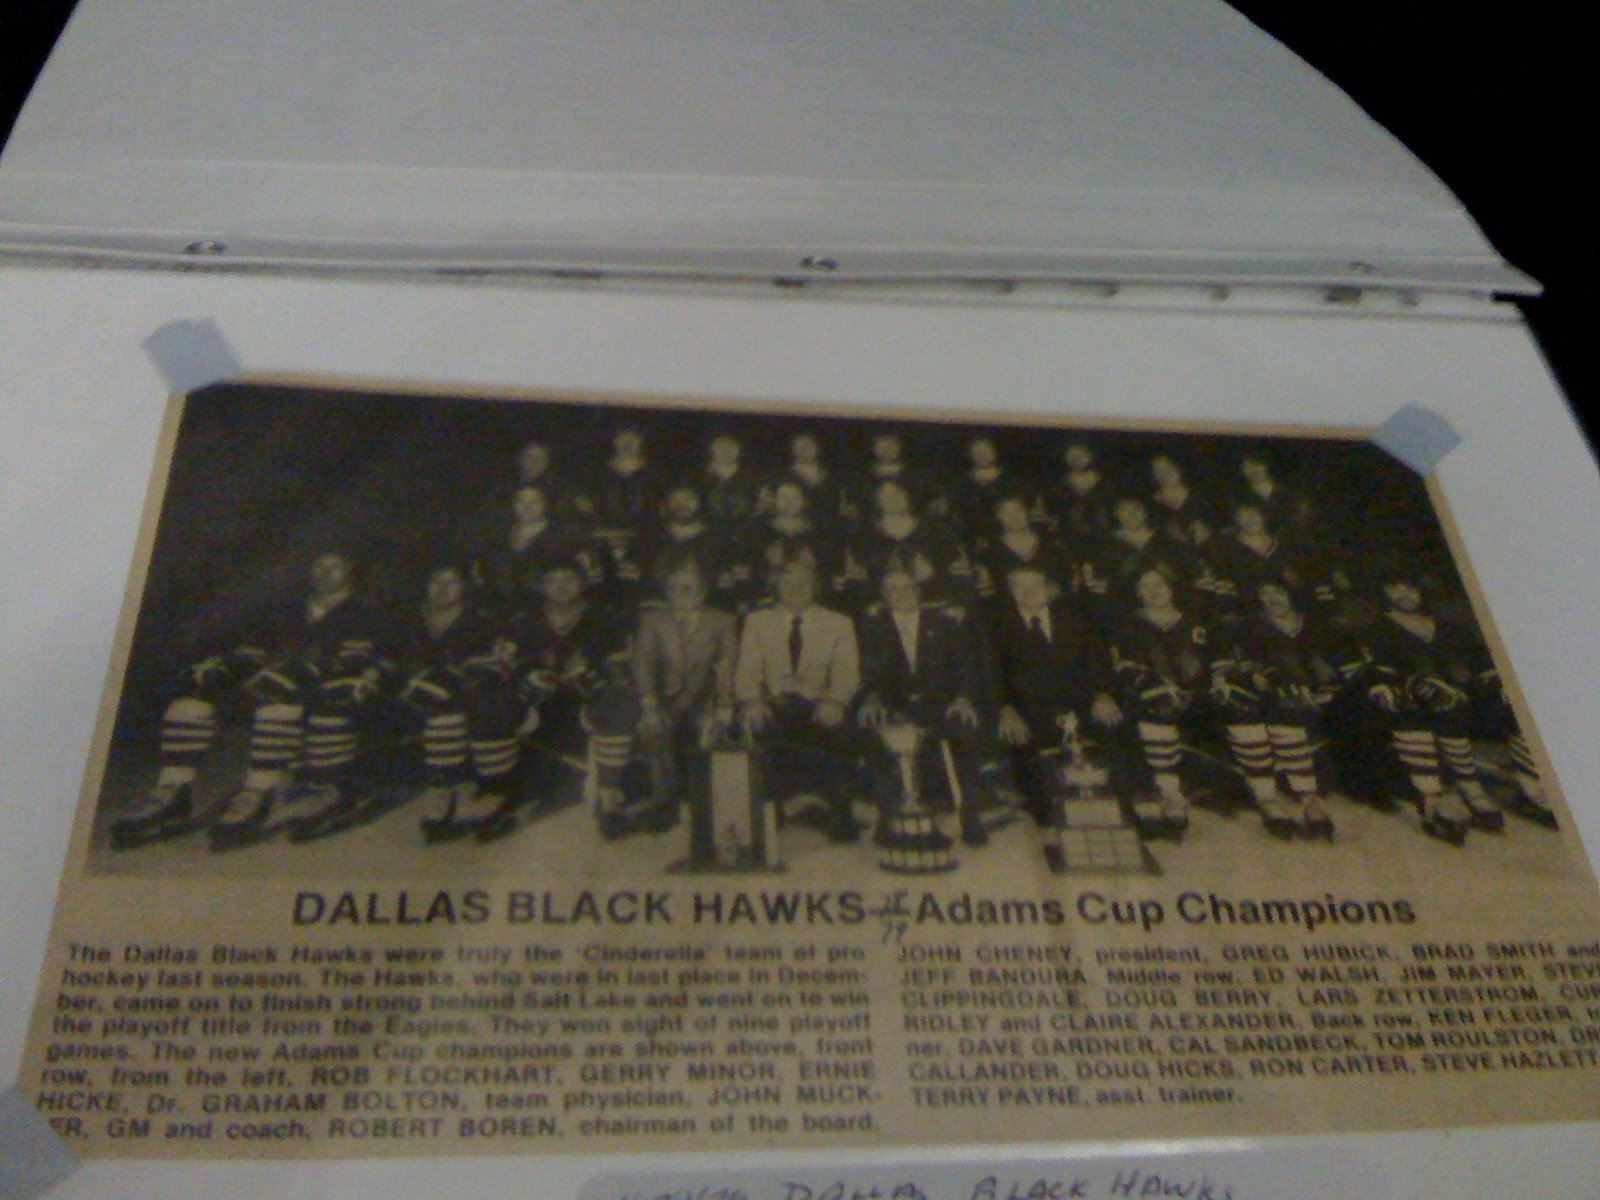 DALLAS BLACK HAWKS-78/79 Adams Cup Champions
The Dallas Black Hawks were truly the 'Cinderella' team of pro
hockey last season. The Hawks, who were in last place in Decem-
ber, came on to finish strong behind Salt Lake and went on to win
the playoff title from the Eagles. They won eight of nine playoff
games. The new Adams Cup champions are shown above, front
row, from the left, ROB FLOCKHART, GERRY MINOR, ERNIE
HICKE, Dr. GRAHAM BOLTON, team physician, JOHN MUCK-
ER, GM and coach, ROBERT BOREN, chairman of the board,
JOHN CHENEY, president, GREG HUBICK, BRAD SMITH and
JEFF BANDURA. Middle row, ED WALSH, JIM MAYER, STEVE
CLIPPINGDALE, DOUG BERRY, LARS ZETTERSTROM, CUR
RIDLEY and CLAIRE ALEXANDER. Back row, KEN FLEGER,
ner, DAVE GARDNER, CAL SANDBECK, TOM ROULSTON, DR
CALLANDER, DOUG HICKS, RON CARTER, STEVE HAZLETT
TERRY PAYNE, asst. trainer.
DALLAS BLACK HAWKS